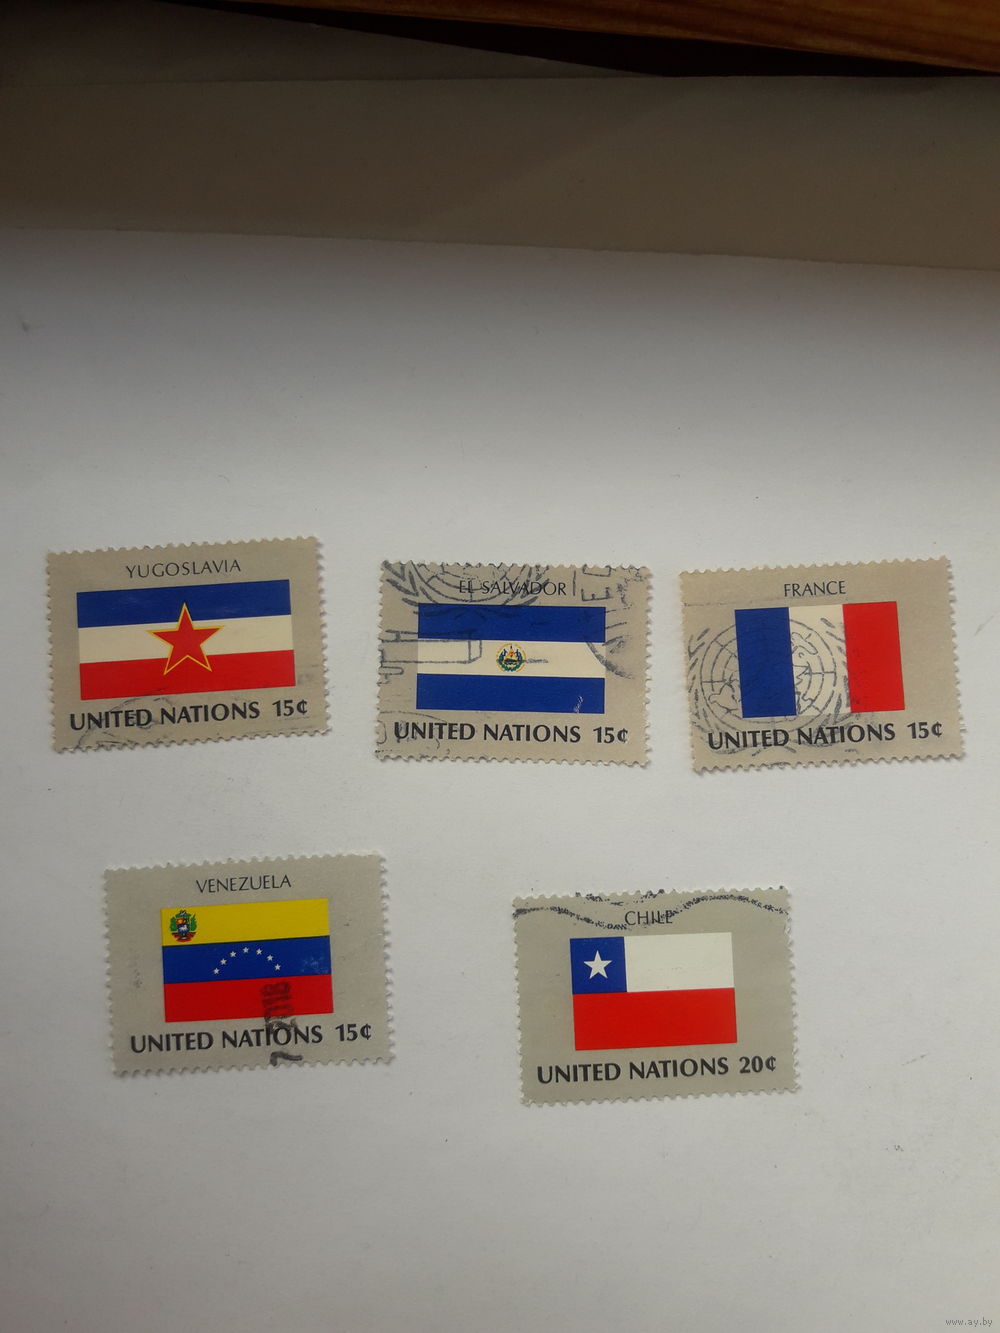 YUGOSLAVIA
UNITED NATIONS 15¢
EL SALVADOR
UNITED NATIONS 15¢
FRANCE
UNITED NATIONS 15¢
VENEZUELA
UNITED NATIONS 15¢
CHILE
UNITED NATIONS 20¢
www.ay.by